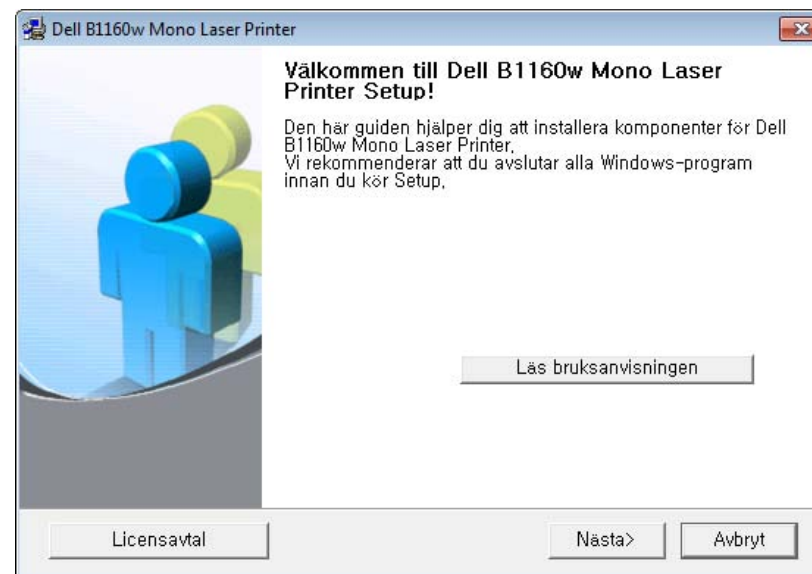 Dell B1160w Mono Laser Printer
Välkommen till Dell B1160w Mono Laser
Printer Setup!
Den här guiden hjälper dig att installera komponenter för Dell
B1160w Mono Laser Printer,
Vi rekommenderar att du avslutar alla Windows-program
innan du kör Setup,
Läs bruksanvisningen
Licensavtal
Nästa>
Avbryt